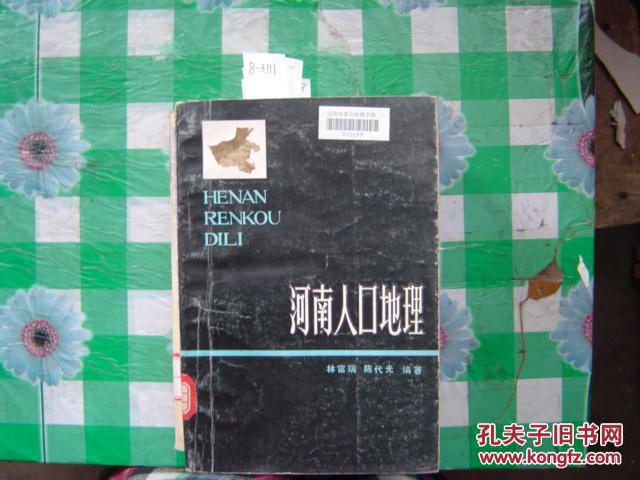 8-3111
HENAN
RENKOU
DILI
河南人口地理
林富瑞 陈代光 编著
孔夫子旧书网
www.kongfz.com